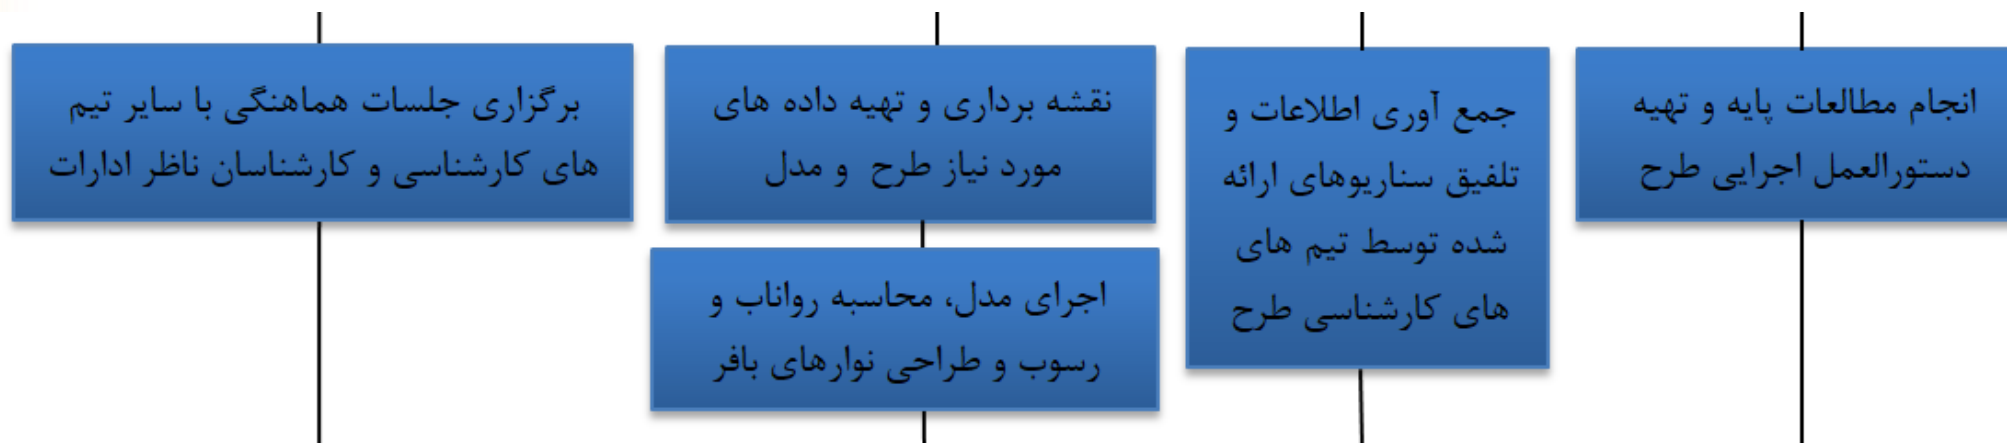 انجام مطالعات پایه و تهیه
دستورالعمل اجرایی طرح
جمع آوری اطلاعات و
تلفیق سناریوهای ارائه
شده توسط تیم های
های کارشناسی طرح
نقشه برداری و تهیه داده های
مورد نیاز طرح و مدل
اجرای مدل، محاسبه رواناب و
رسوب و طراحی نوارهای بافر
برگزاری جلسات هماهنگی با سایر تیم
های کارشناسی و کارشناسان ناظر ادارات